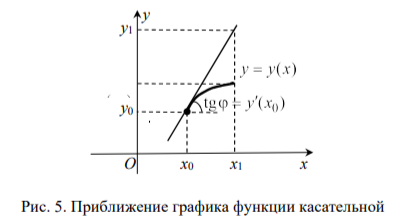 y
y1
y = y(x)
tgφ = y′(x0)
y0
O x0 x1 x
Рис. 5. Приближение графика функции касательной